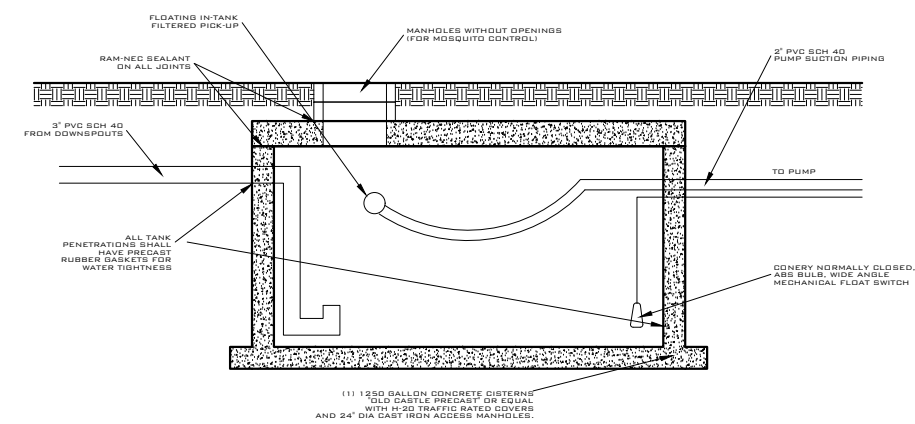 FLOATING IN-TANK
FILTERED PICK-UP
MANHOLES WITHOUT OPENINGS
(FOR MOSQUITO CONTROL)
RAM-NEC SEALANT
ON ALL JOINTS
2" PVC SCH 40
PUMP SUCTION PIPING
3" PVC SCH 40
FROM DOWNSPOUTS
TO PUMP
ALL TANK
PENETRATIONS SHALL
HAVE PRECAST
RUBBER GASKETS FOR
WATER TIGHTNESS
CONERY NORMALLY CLOSED,
ABS BULB, WIDE ANGLE
MECHANICAL FLOAT SWITCH
(1) 1250 GALLON CONCRETE CISTERNS
"OLD CASTLE PRECAST" OR EQUAL
WITH H-20 TRAFFIC RATED COVERS
AND 24" DIA CAST IRON ACCESS MANHOLES.